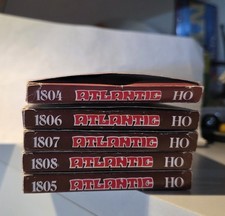 1804 ATLANTIC HO
1806 ATLANTIC HO
1807 ATLANTIC HO
1808 ATLANTIC HO
1805 ATLANTIC HO